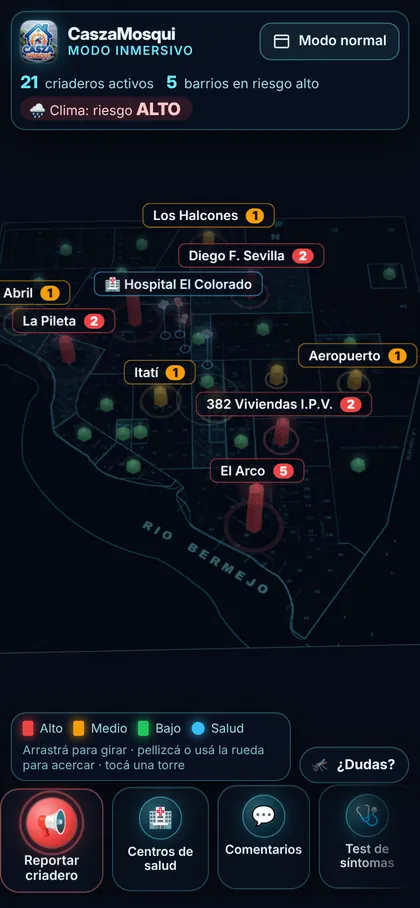 CaszaMosqui
MODO INMERSIVO
Modo normal
21 criaderos activos 5 barrios en riesgo alto
Clima: riesgo ALTO
Los Halcones 1
Diego F. Sevilla 2
Hospital El Colorado
Abril 1
La Pileta 2
Aeropuerto 1
Itatí 1
382 Viviendas I.P.V. 2
El Arco 5
RIO BERMEJO
Alto Medio Bajo Salud
Arrastrá para girar · pellizcá o usá la rueda
para acercar · tocá una torre
¿Dudas?
Reportar
criadero
Centros de
salud
Comentarios
Test de
síntomas